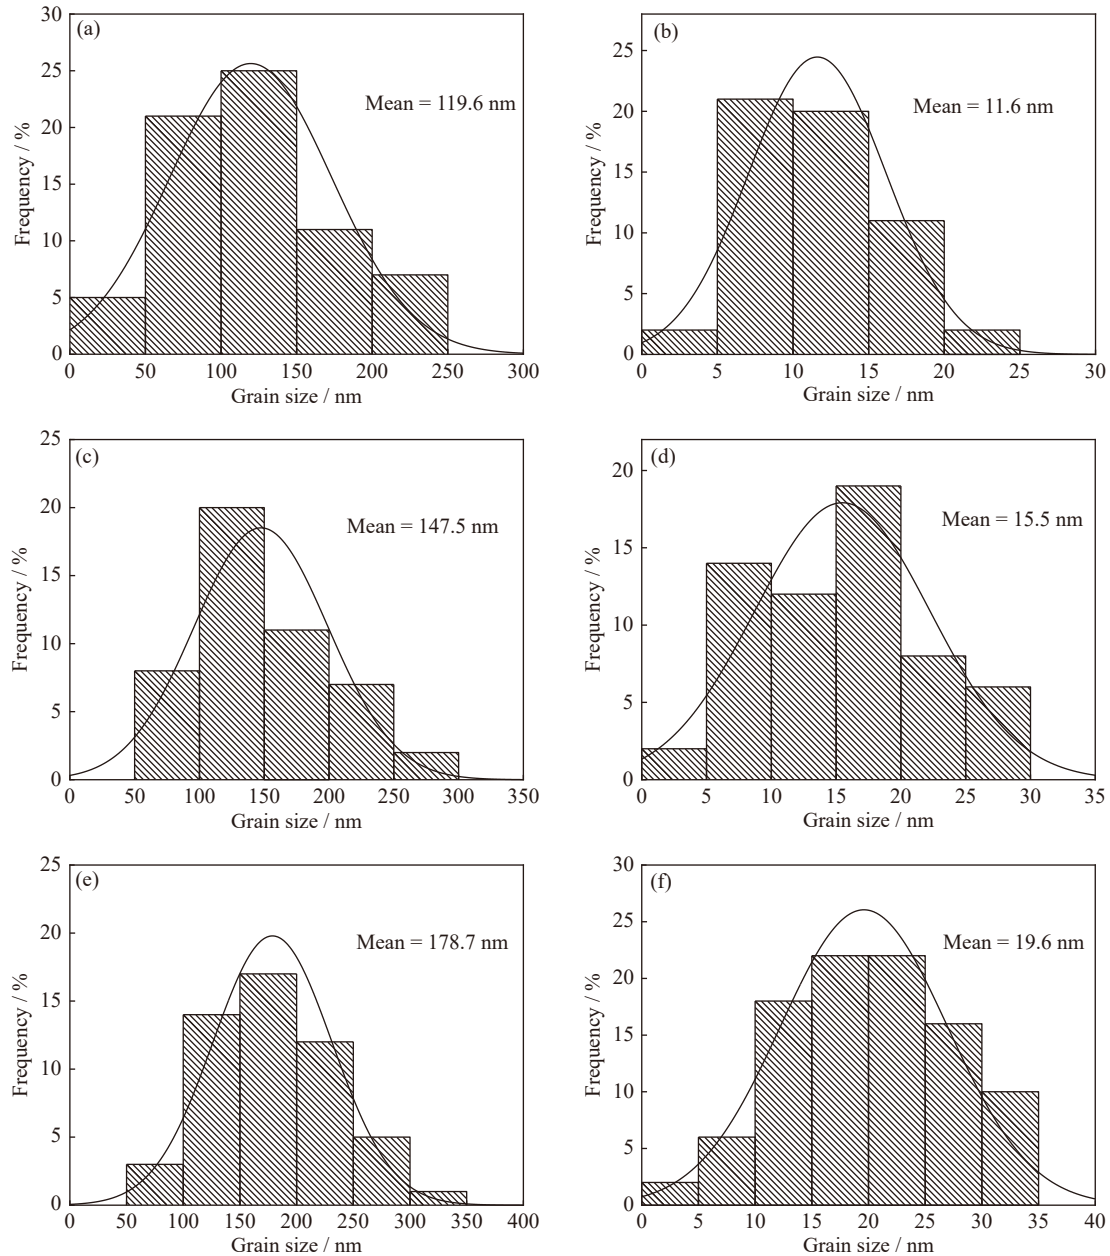 (a)
Mean = 119.6 nm
Frequency / %
30
25
20
15
10
5
0
0 50 100 150 200 250 300
Grain size / nm
(b)
Mean = 11.6 nm
Frequency / %
25
20
15
10
5
0
0 5 10 15 20 25 30
Grain size / nm
(c)
Mean = 147.5 nm
Frequency / %
25
20
15
10
5
0
0 50 100 150 200 250 300 350
Grain size / nm
(d)
Mean = 15.5 nm
Frequency / %
20
15
10
5
0
0 5 10 15 20 25 30 35
Grain size / nm
(e)
Mean = 178.7 nm
Frequency / %
25
20
15
10
5
0
0 50 100 150 200 250 300 350 400
Grain size / nm
(f)
Mean = 19.6 nm
Frequency / %
30
25
20
15
10
5
0
0 5 10 15 20 25 30 35 40
Grain size / nm